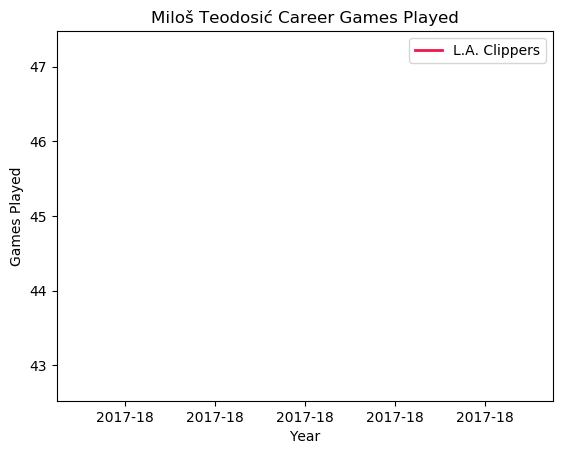 Miloš Teodosić Career Games Played
L.A. Clippers
47
46
45
44
43
Games Played
2017-18 2017-18 2017-18 2017-18 2017-18
Year